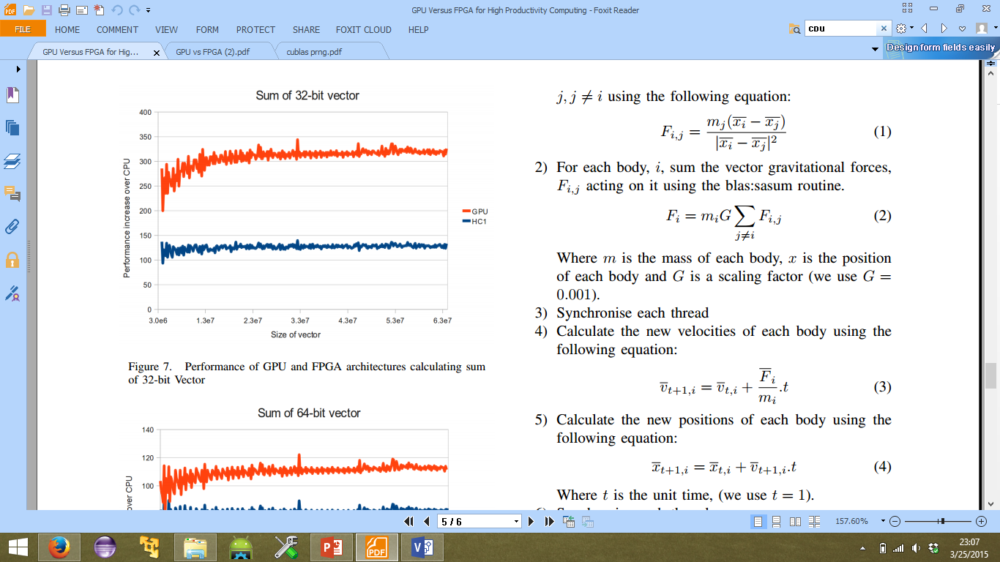 GPU Versus FPGA for High Productivity Computing - Foxit Reader
FILE HOME COMMENT VIEW FORM PROTECT SHARE FOXIT CLOUD HELP
CDU
GPU Versus FPGA for Hig... x GPU vs FPGA (2).pdf cublas prng.pdf
Design form fields easily
Sum of 32-bit vector
Performance increase over CPU
400
350
300
250
200
150
100
50
0
3.0e6 1.3e7 2.3e7 3.3e7 4.3e7 5.3e7 6.3e7
Size of vector
GPU
HC1
Figure 7. Performance of GPU and FPGA architectures calculating sum
of 32-bit Vector
Sum of 64-bit vector
over CPU
140
120
100
j, j ≠ i using the following equation:
F_{i,j} = \frac{m_j(\overline{x_i} − \overline{x_j})}{|\overline{x_i} − \overline{x_j}|^2} (1)
2) For each body, i, sum the vector gravitational forces,
F_{i,j} acting on it using the blas:sasum routine.
F_i = m_i G \sum_{j≠i} F_{i,j} (2)
Where m is the mass of each body, x is the position
of each body and G is a scaling factor (we use G =
0.001).
3) Synchronise each thread
4) Calculate the new velocities of each body using the
following equation:
\overline{v}_{t+1,i} = \overline{v}_{t,i} + \frac{\overline{F}_i}{m_i}.t (3)
5) Calculate the new positions of each body using the
following equation:
\overline{x}_{t+1,i} = \overline{x}_{t,i} + \overline{v}_{t+1,i}.t (4)
Where t is the unit time, (we use t = 1).
5 / 6
157.60%
23:07
3/25/2015